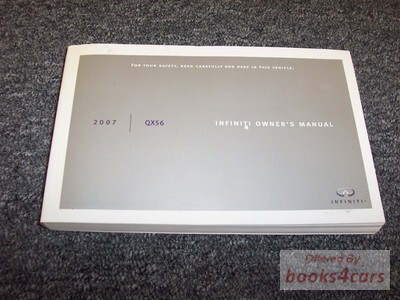 FOR YOUR SAFETY, READ CAREFULLY AND KEEP IN THIS VEHICLE.
2007 QX56 INFINITI OWNER'S MANUAL
INFINITI
Offered By
books4cars